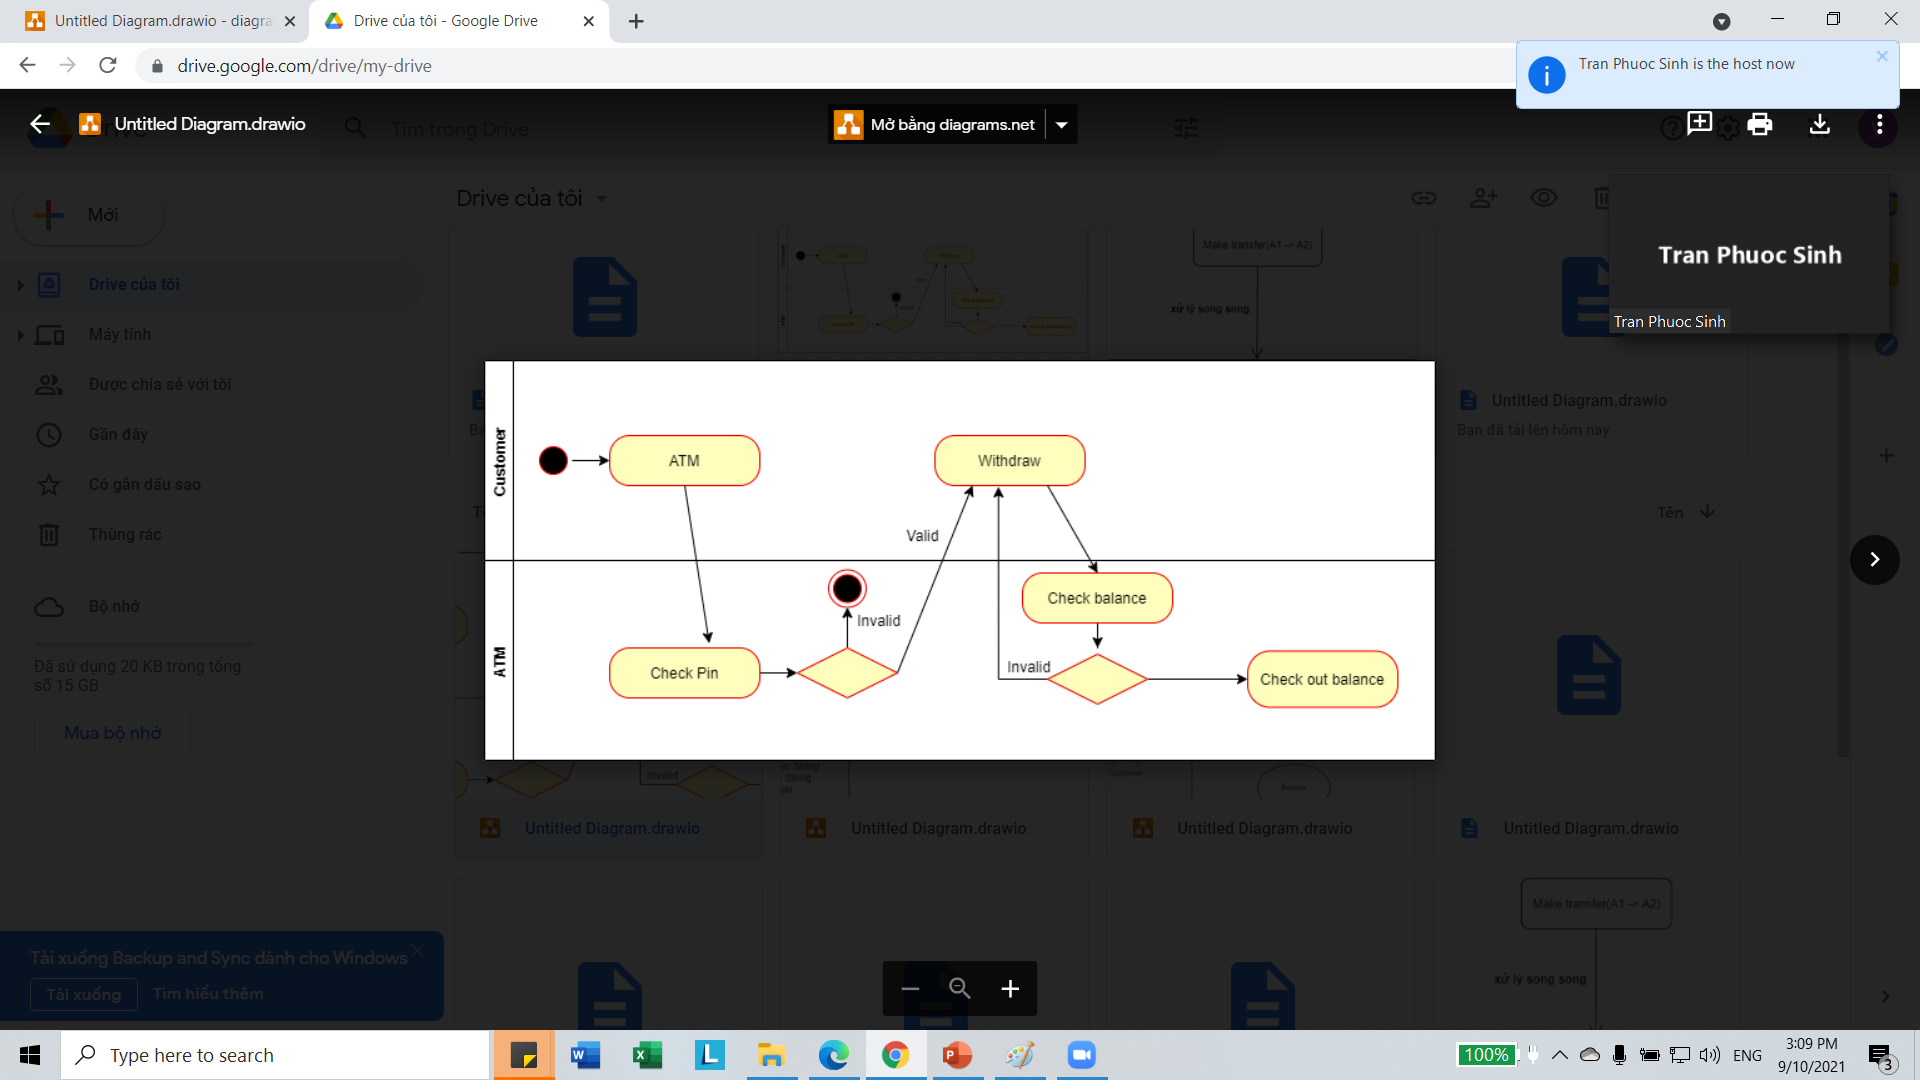 Untitled Diagram.drawio - diagra
Drive của tôi - Google Drive
drive.google.com/drive/my-drive
Tran Phuoc Sinh is the host now
Untitled Diagram.drawio
Tìm trong Drive
Mở bằng diagrams.net
Mới
Drive của tôi
Tran Phuoc Sinh
Tran Phuoc Sinh
Drive của tôi
Máy tính
Được chia sẻ với tôi
Gần đây
Có gắn dấu sao
Thùng rác
Bộ nhớ
Đã sử dụng 20 KB trong tổng
số 15 GB
Mua bộ nhớ
Make transfer(A1 -> A2)
xử lý song song
Untitled Diagram.drawio
Bạn đã tải lên hôm nay
Tên
Customer
ATM
Withdraw
Valid
ATM
Invalid
Check balance
Check Pin
Invalid
Check out balance
Invalid
Untitled Diagram.drawio
Untitled Diagram.drawio
Untitled Diagram.drawio
Untitled Diagram.drawio
Make transfer(A1 -> A2)
xử lý song song
Tải xuống Backup and Sync dành cho Windows
Tải xuống
Tìm hiểu thêm
Type here to search
100%
ENG
3:09 PM
9/10/2021
3